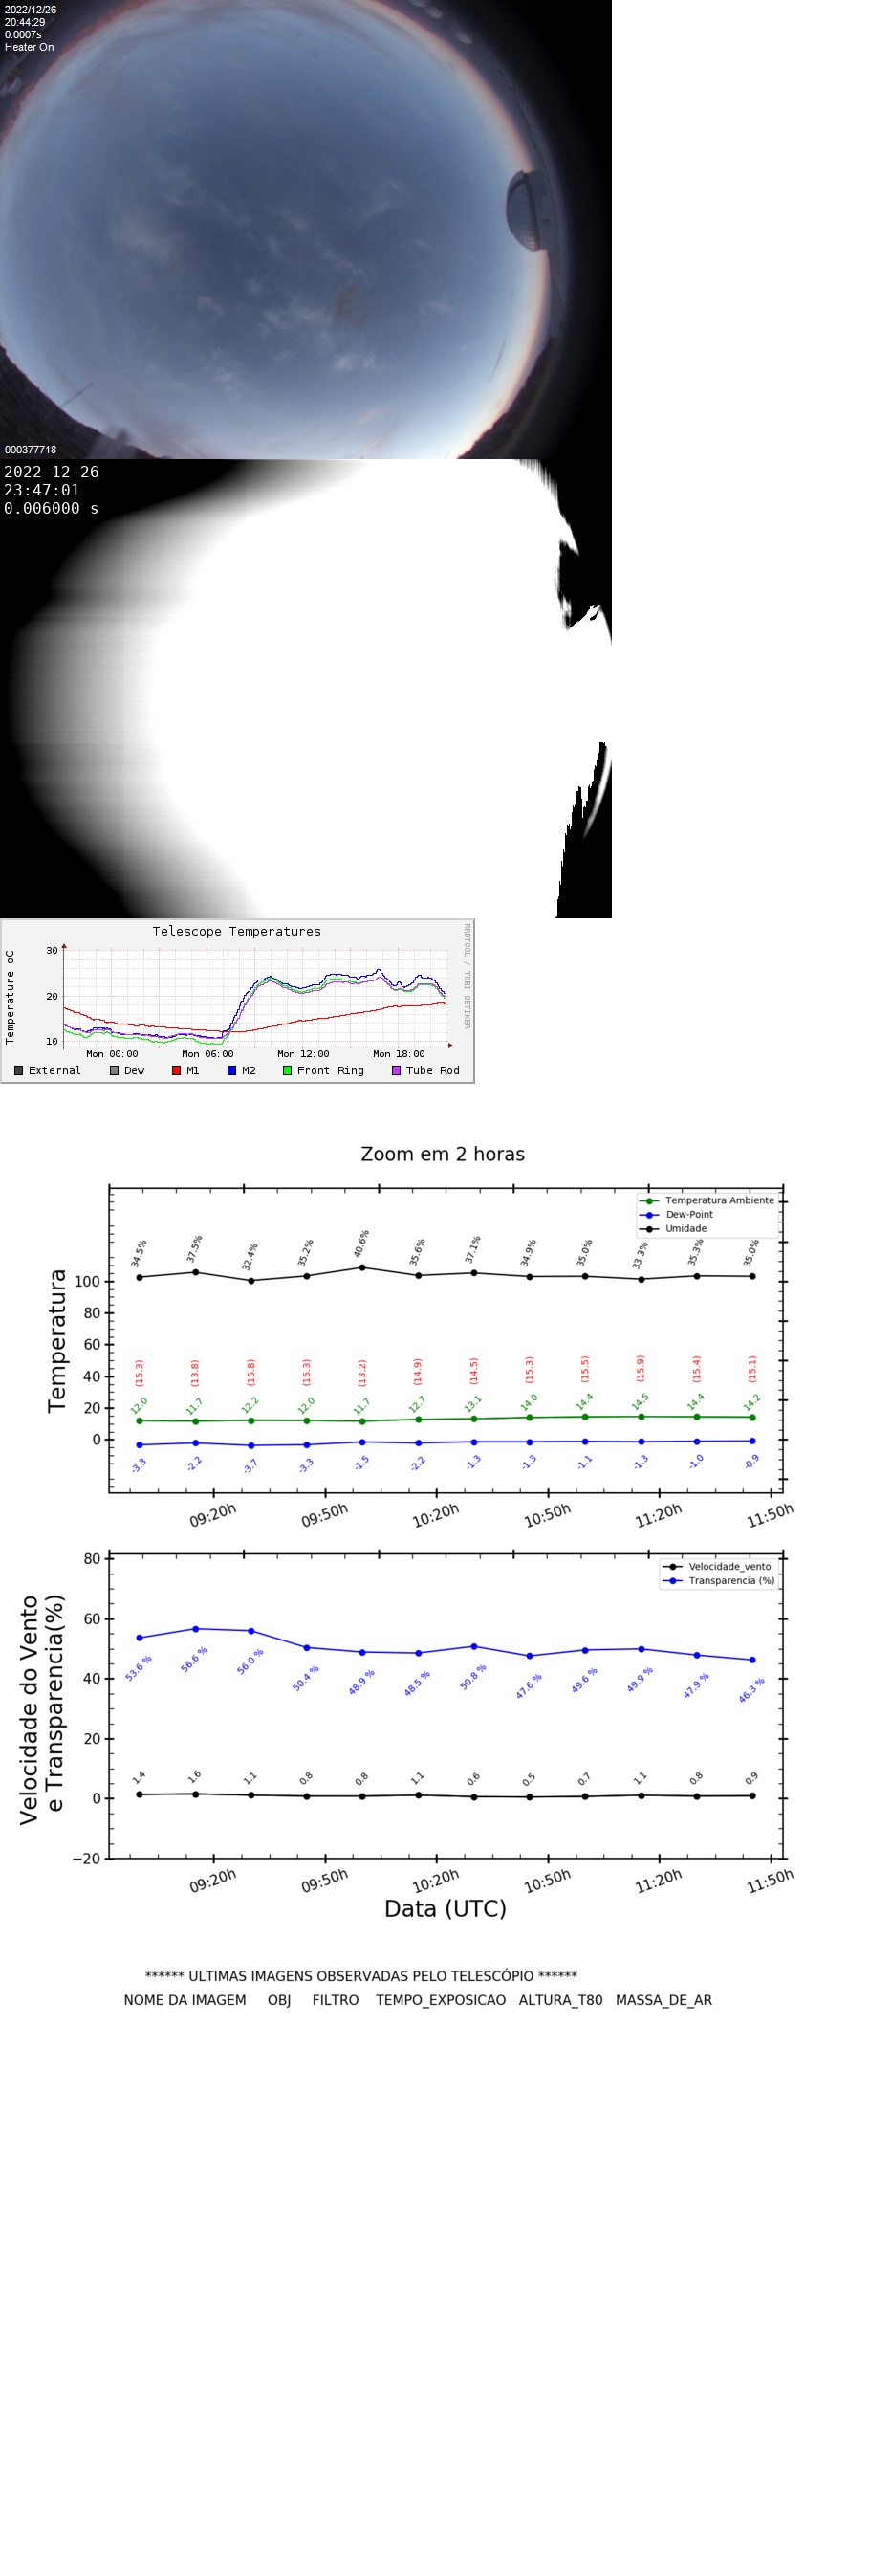 2022/12/26
20:44:29
0.0007s
Heater On
000377718
2022-12-26
23:47:01
0.006000 s
Telescope Temperatures
RRDTOOL / TOBI OETIKER
Temperature oC
30
20
10
Mon 00:00 Mon 06:00 Mon 12:00 Mon 18:00
External Dew M1 M2 Front Ring Tube Rod
Zoom em 2 horas
Temperatura Ambiente
Dew-Point
Umidade
34.5% 37.5% 32.4% 35.2% 40.6% 35.6% 37.1% 34.9% 35.0% 33.3% 35.3% 35.0%
Temperatura
100
80
60
40
20
0
(15.3) (13.8) (15.8) (15.3) (13.2) (14.9) (14.5) (15.3) (15.5) (15.9) (15.4) (15.1)
12.0 11.7 12.2 12.0 11.7 12.7 13.1 14.0 14.4 14.5 14.4 14.2
-3.3 -2.2 -3.7 -3.3 -1.5 -2.2 -1.3 -1.3 -1.1 -1.3 -1.0 -0.9
09:20h 09:50h 10:20h 10:50h 11:20h 11:50h
Velocidade_vento
Transparencia (%)
Velocidade do Vento
e Transparencia(%)
80
60
40
20
0
−20
53.6 % 56.6 % 56.0 % 50.4 % 48.9 % 48.5 % 50.8 % 47.6 % 49.6 % 49.9 % 47.9 % 46.3 %
1.4 1.6 1.1 0.8 0.8 1.1 0.6 0.5 0.7 1.1 0.8 0.9
09:20h 09:50h 10:20h 10:50h 11:20h 11:50h
Data (UTC)
****** ULTIMAS IMAGENS OBSERVADAS PELO TELESCÓPIO ******
NOME DA IMAGEM OBJ FILTRO TEMPO_EXPOSICAO ALTURA_T80 MASSA_DE_AR